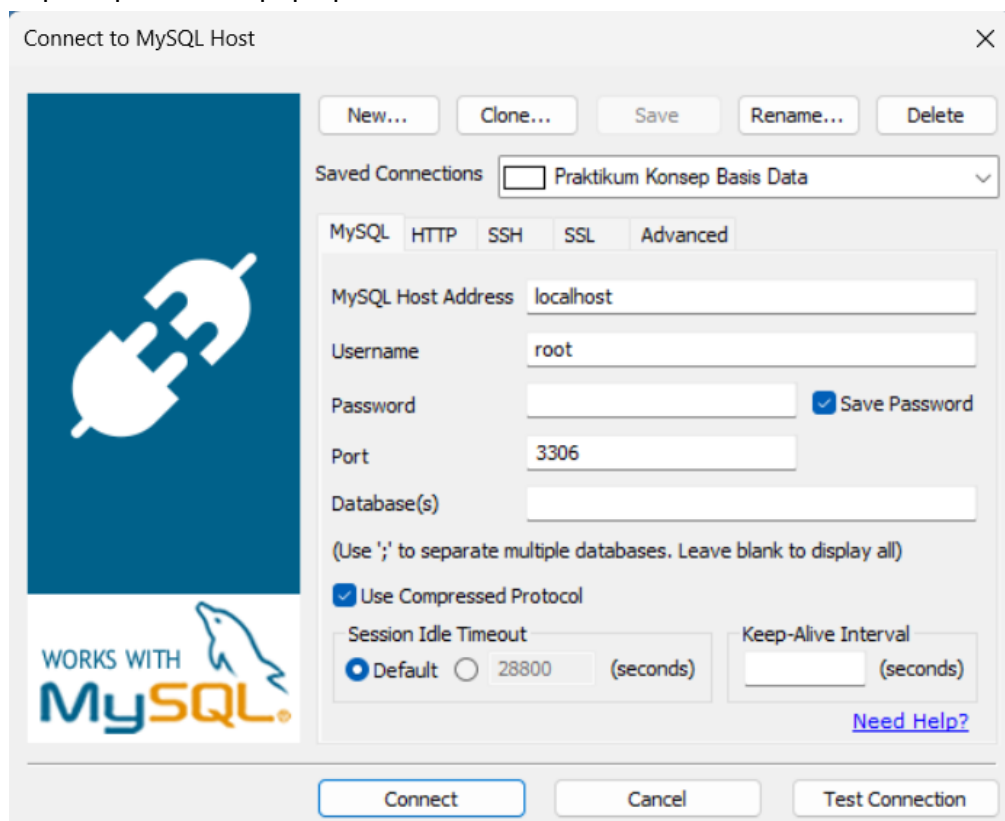 Connect to MySQL Host
New... Clone... Save Rename... Delete
Saved Connections Praktikum Konsep Basis Data
MySQL HTTP SSH SSL Advanced
MySQL Host Address localhost
Username root
Password Save Password
Port 3306
Database(s)
(Use ';' to separate multiple databases. Leave blank to display all)
Use Compressed Protocol
Session Idle Timeout Keep-Alive Interval
Default 28800 (seconds) (seconds)
Need Help?
WORKS WITH
MySQL®
Connect Cancel Test Connection